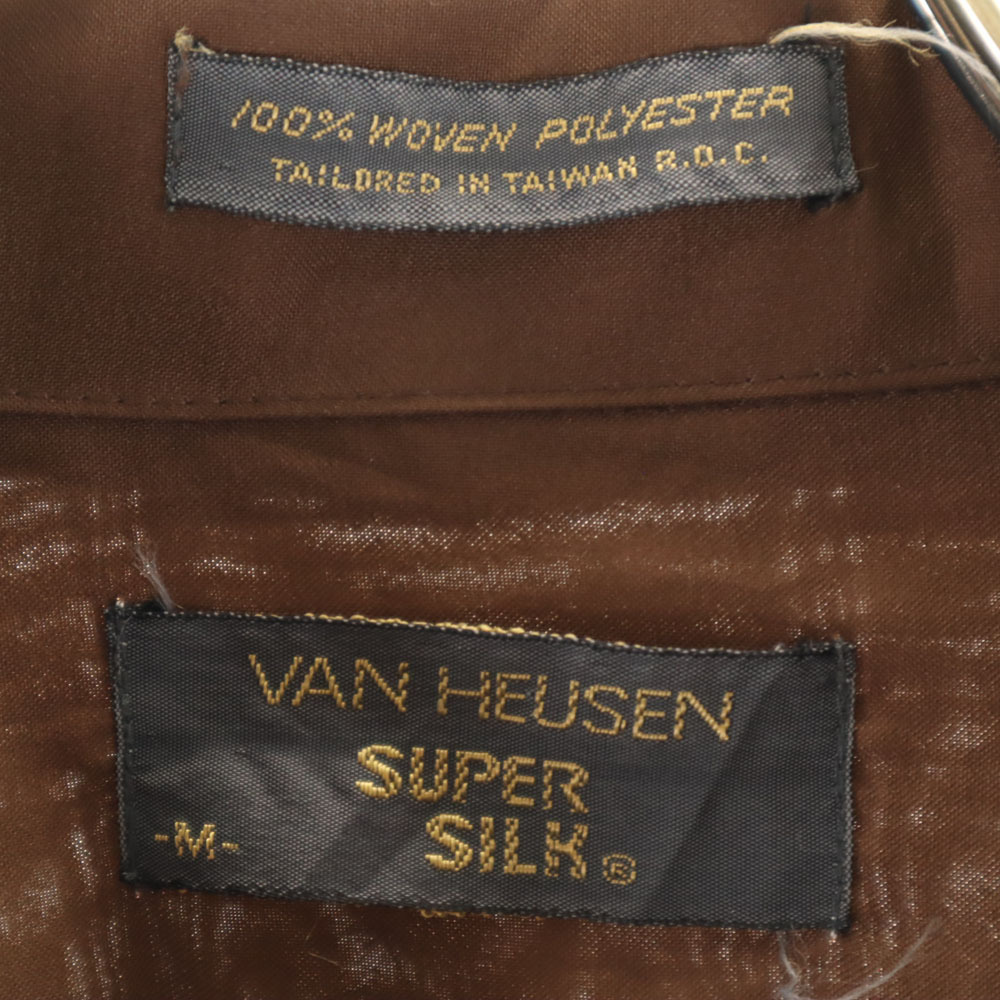 100% WOVEN POLYESTER
TAILORED IN TAIWAN R.O.C.
VAN HEUSEN
SUPER
SILK®
-M-